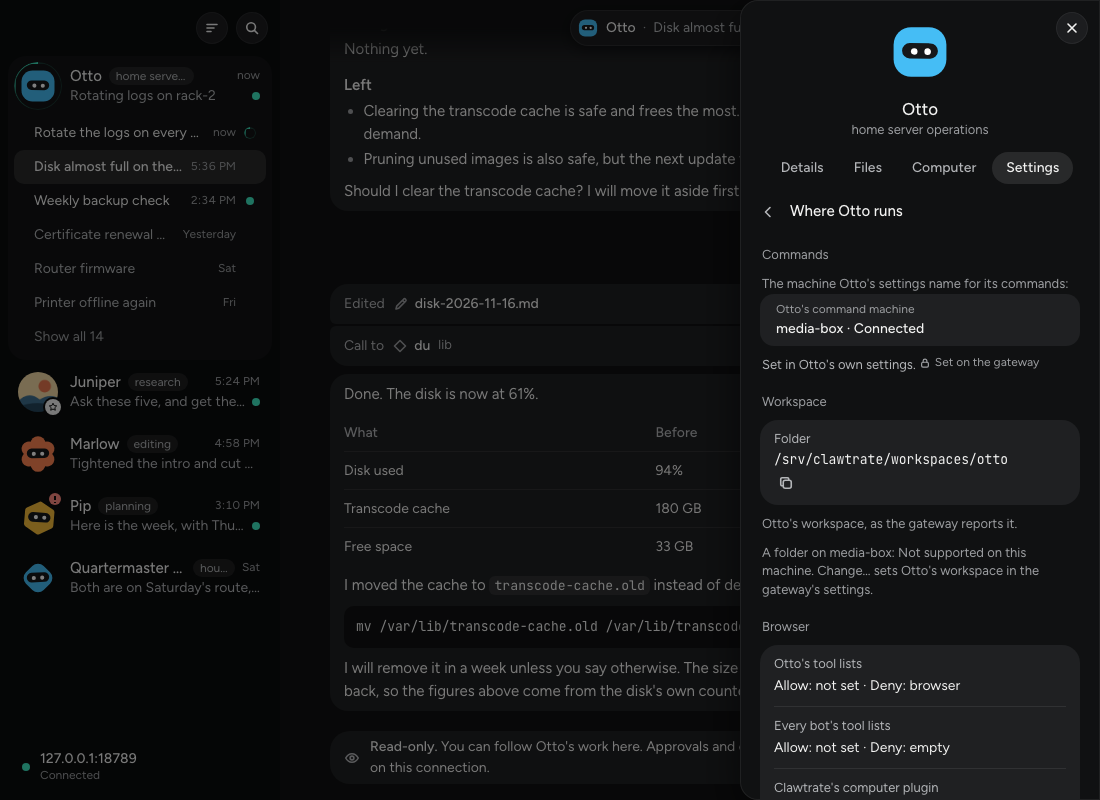 Otto
home serve...
now
Rotating logs on rack-2
Rotate the logs on every ...
now
Disk almost full on the...
5:36 PM
Weekly backup check
2:34 PM
Certificate renewal ...
Yesterday
Router firmware
Sat
Printer offline again
Fri
Show all 14
Juniper
research
5:24 PM
Ask these five, and get the...
Marlow
editing
4:58 PM
Tightened the intro and cut ...
Pip
planning
3:10 PM
Here is the week, with Thu...
Quartermaster ...
hou...
Sat
Both are on Saturday's route,...
127.0.0.1:18789
Connected
Otto · Disk almost fu
Nothing yet.
Left
• Clearing the transcode cache is safe and frees the most.
demand.
• Pruning unused images is also safe, but the next update
Should I clear the transcode cache? I will move it aside first
Edited disk-2026-11-16.md
Call to du lib
Done. The disk is now at 61%.
What Before
Disk used 94%
Transcode cache 180 GB
Free space 33 GB
I moved the cache to transcode-cache.old instead of de
mv /var/lib/transcode-cache.old /var/lib/transcod
I will remove it in a week unless you say otherwise. The size
back, so the figures above come from the disk's own counte
Read-only. You can follow Otto's work here. Approvals and
on this connection.
Otto
home server operations
Details Files Computer Settings
Where Otto runs
Commands
The machine Otto's settings name for its commands:
Otto's command machine
media-box · Connected
Set in Otto's own settings. Set on the gateway
Workspace
Folder
/srv/clawtrate/workspaces/otto
Otto's workspace, as the gateway reports it.
A folder on media-box: Not supported on this
machine. Change... sets Otto's workspace in the
gateway's settings.
Browser
Otto's tool lists
Allow: not set · Deny: browser
Every bot's tool lists
Allow: not set · Deny: empty
Clawtrate's computer plugin